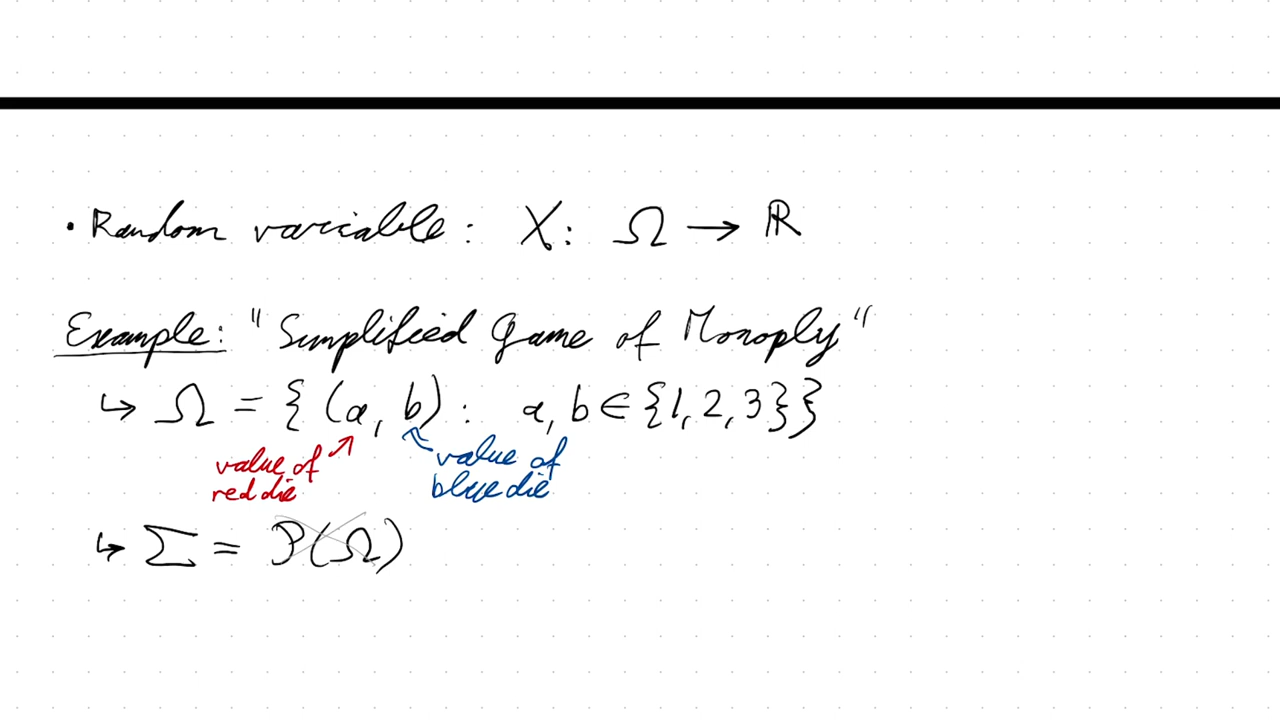 • Random variable: X: Ω → ℝ
Example: "Simplified Game of Monoply"
↳ Ω = { (a, b) : a, b ∈ {1, 2, 3} }
value of
red die
value of
blue die
↳ Σ = P(Ω)